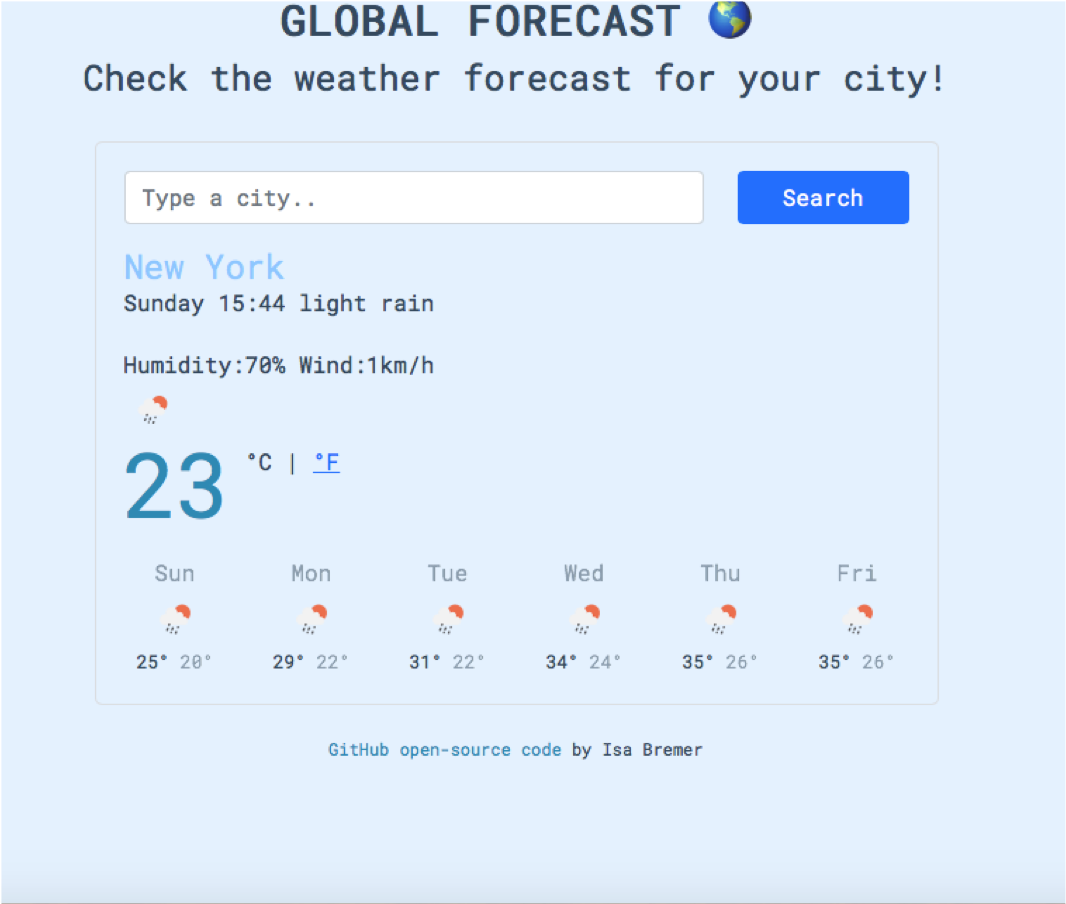 GLOBAL FORECAST
Check the weather forecast for your city!
Type a city.. Search
New York
Sunday 15:44 light rain
Humidity:70% Wind:1km/h
23 °C | °F
Sun Mon Tue Wed Thu Fri
25° 20° 29° 22° 31° 22° 34° 24° 35° 26° 35° 26°
GitHub open-source code by Isa Bremer